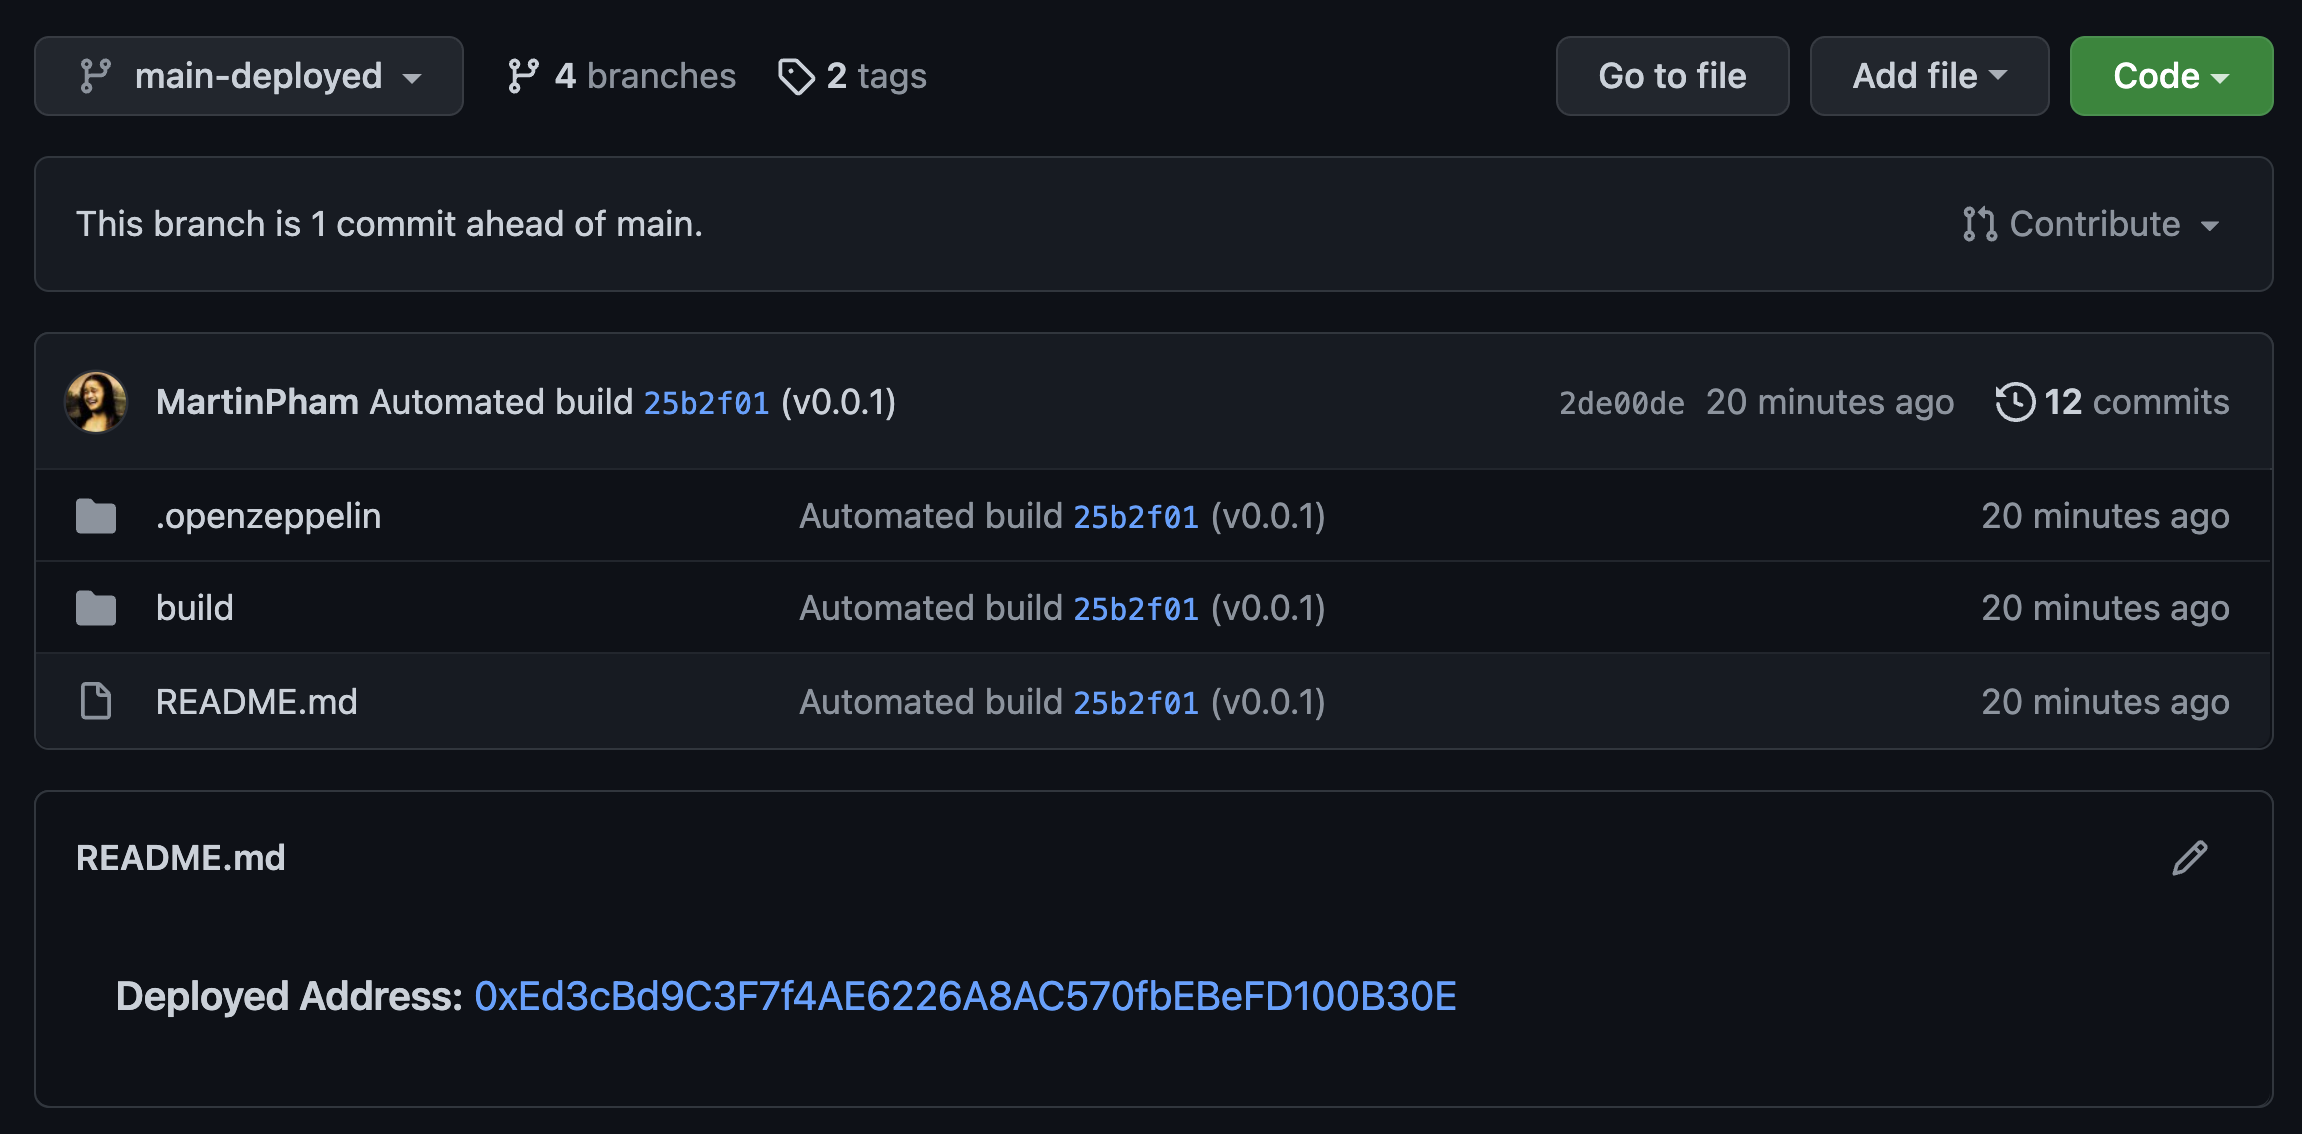 main-deployed 4 branches 2 tags Go to file Add file Code
This branch is 1 commit ahead of main. Contribute
MartinPham Automated build 25b2f01 (v0.0.1) 2de00de 20 minutes ago 12 commits
.openzeppelin Automated build 25b2f01 (v0.0.1) 20 minutes ago
build Automated build 25b2f01 (v0.0.1) 20 minutes ago
README.md Automated build 25b2f01 (v0.0.1) 20 minutes ago
README.md
Deployed Address: 0xEd3cBd9C3F7f4AE6226A8AC570fbEBeFD100B30E